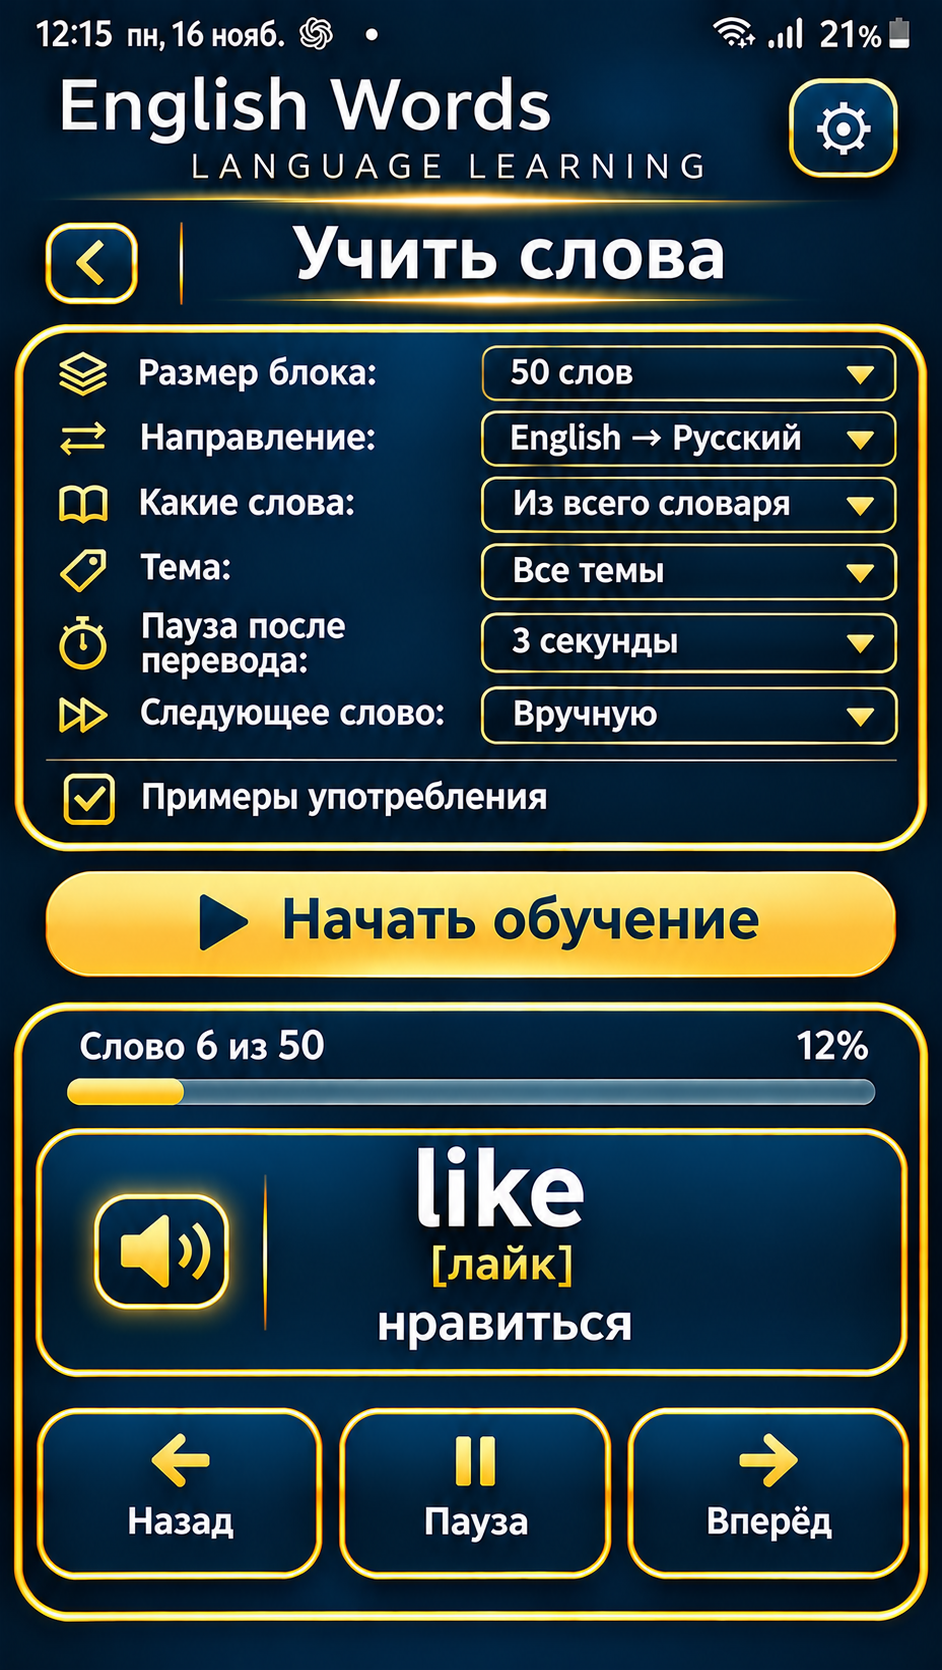 12:15 пн, 16 нояб. 21%
English Words
LANGUAGE LEARNING
Учить слова
Размер блока: 50 слов
Направление: English → Русский
Какие слова: Из всего словаря
Тема: Все темы
Пауза после
перевода: 3 секунды
Следующее слово: Вручную
Примеры употребления
Начать обучение
Слово 6 из 50 12%
like
[лайк]
нравиться
Назад Пауза Вперёд